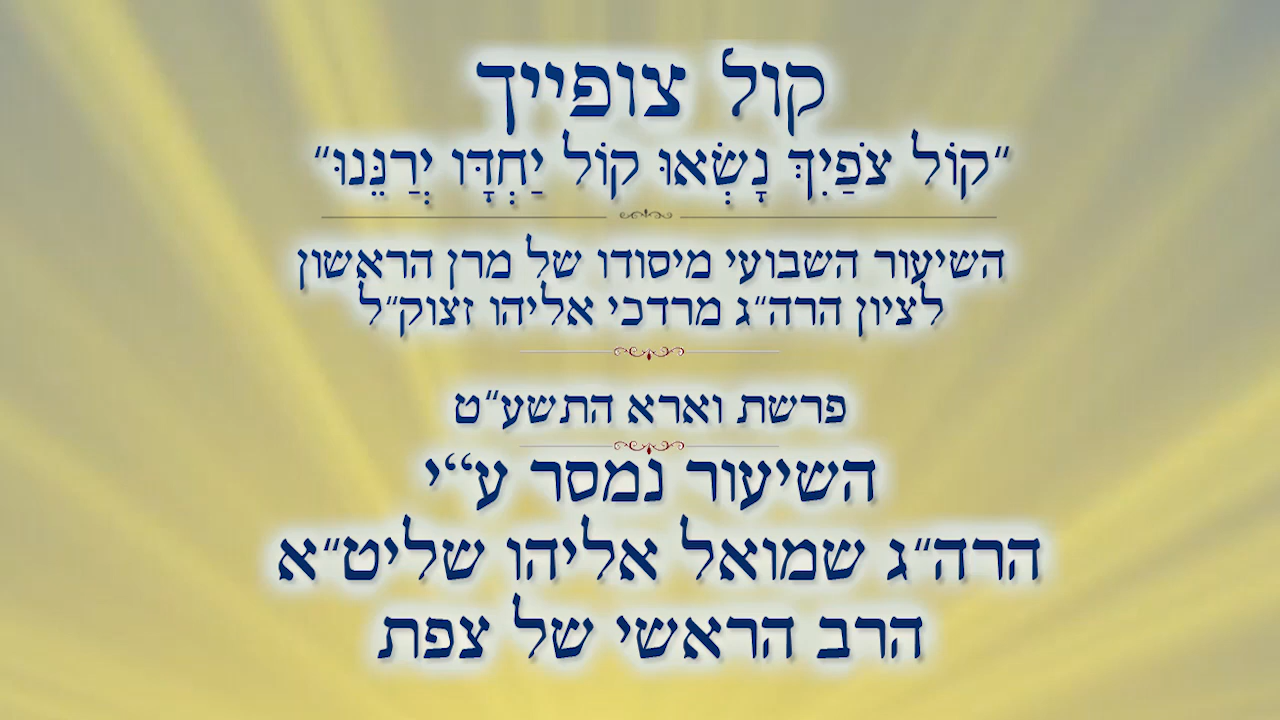 קול צופייך
"קוֹל צֹפַיִךְ נָשְׂאוּ קוֹל יַחְדָּו יְרַנֵּנוּ"
השיעור השבועי מיסודו של מרן הראשון
לציון הרה"ג מרדכי אליהו זצוק"ל
פרשת וארא התשע"ט
השיעור נמסר ע"י
הרה"ג שמואל אליהו שליט"א
הרב הראשי של צפת